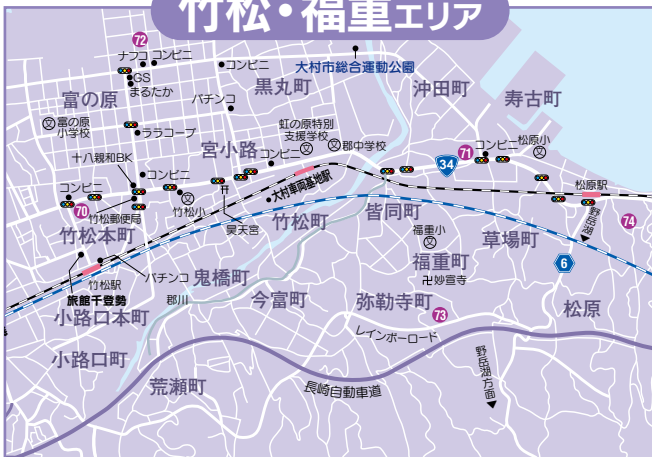 竹松・福重エリア
72
ナフコ
コンビニ
コンビニ
大村市総合運動公園
GS
まるたか
黒丸町
沖田町
富の原
パチンコ
寿古町
文
富の原
小学校
ララコープ
虹の原特別
支援学校
文
文
郡中学校
71
コンビニ
松原小
文
宮小路
コンビニ
34
十八親和BK
コンビニ
大村車両基地駅
松原駅
70
竹松郵便局
文
竹松小
昊天宮
竹松町
皆同町
野岳湖
74
竹松本町
福重小
文
草場町
福重町
6
パチンコ
鬼橋町
卍妙宣寺
竹松駅
旅館千登勢
郡川
今富町
弥勒寺町
73
松原
小路口本町
レインボーロード
小路口町
野岳湖方面
荒瀬町
長崎自動車道